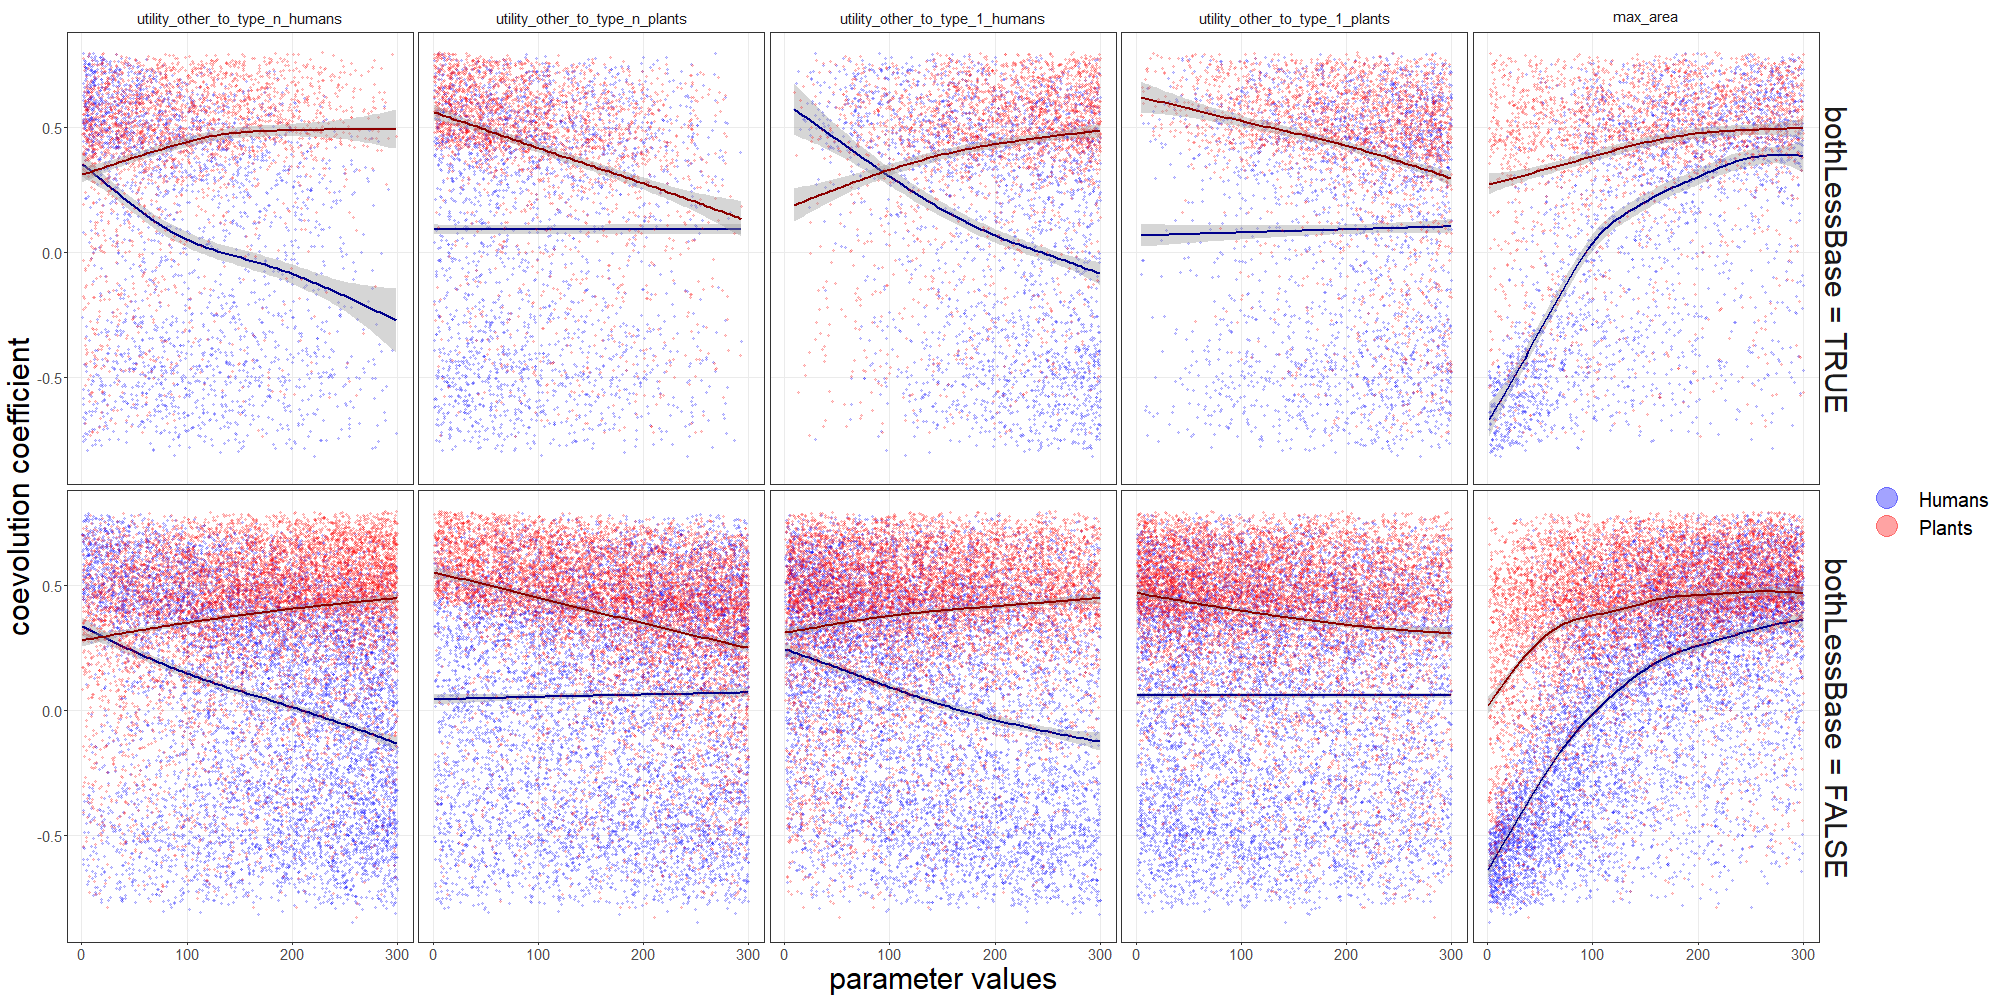 utility_other_to_type_n_humans
utility_other_to_type_n_plants
utility_other_to_type_1_humans
utility_other_to_type_1_plants
max_area
coevolution coefficient
0.5
0.0
-0.5
bothLessBase = TRUE
0.5
0.0
-0.5
bothLessBase = FALSE
Humans
Plants
0 100 200 300
0 100 200 300
0 100 200 300
0 100 200 300
0 100 200 300
parameter values